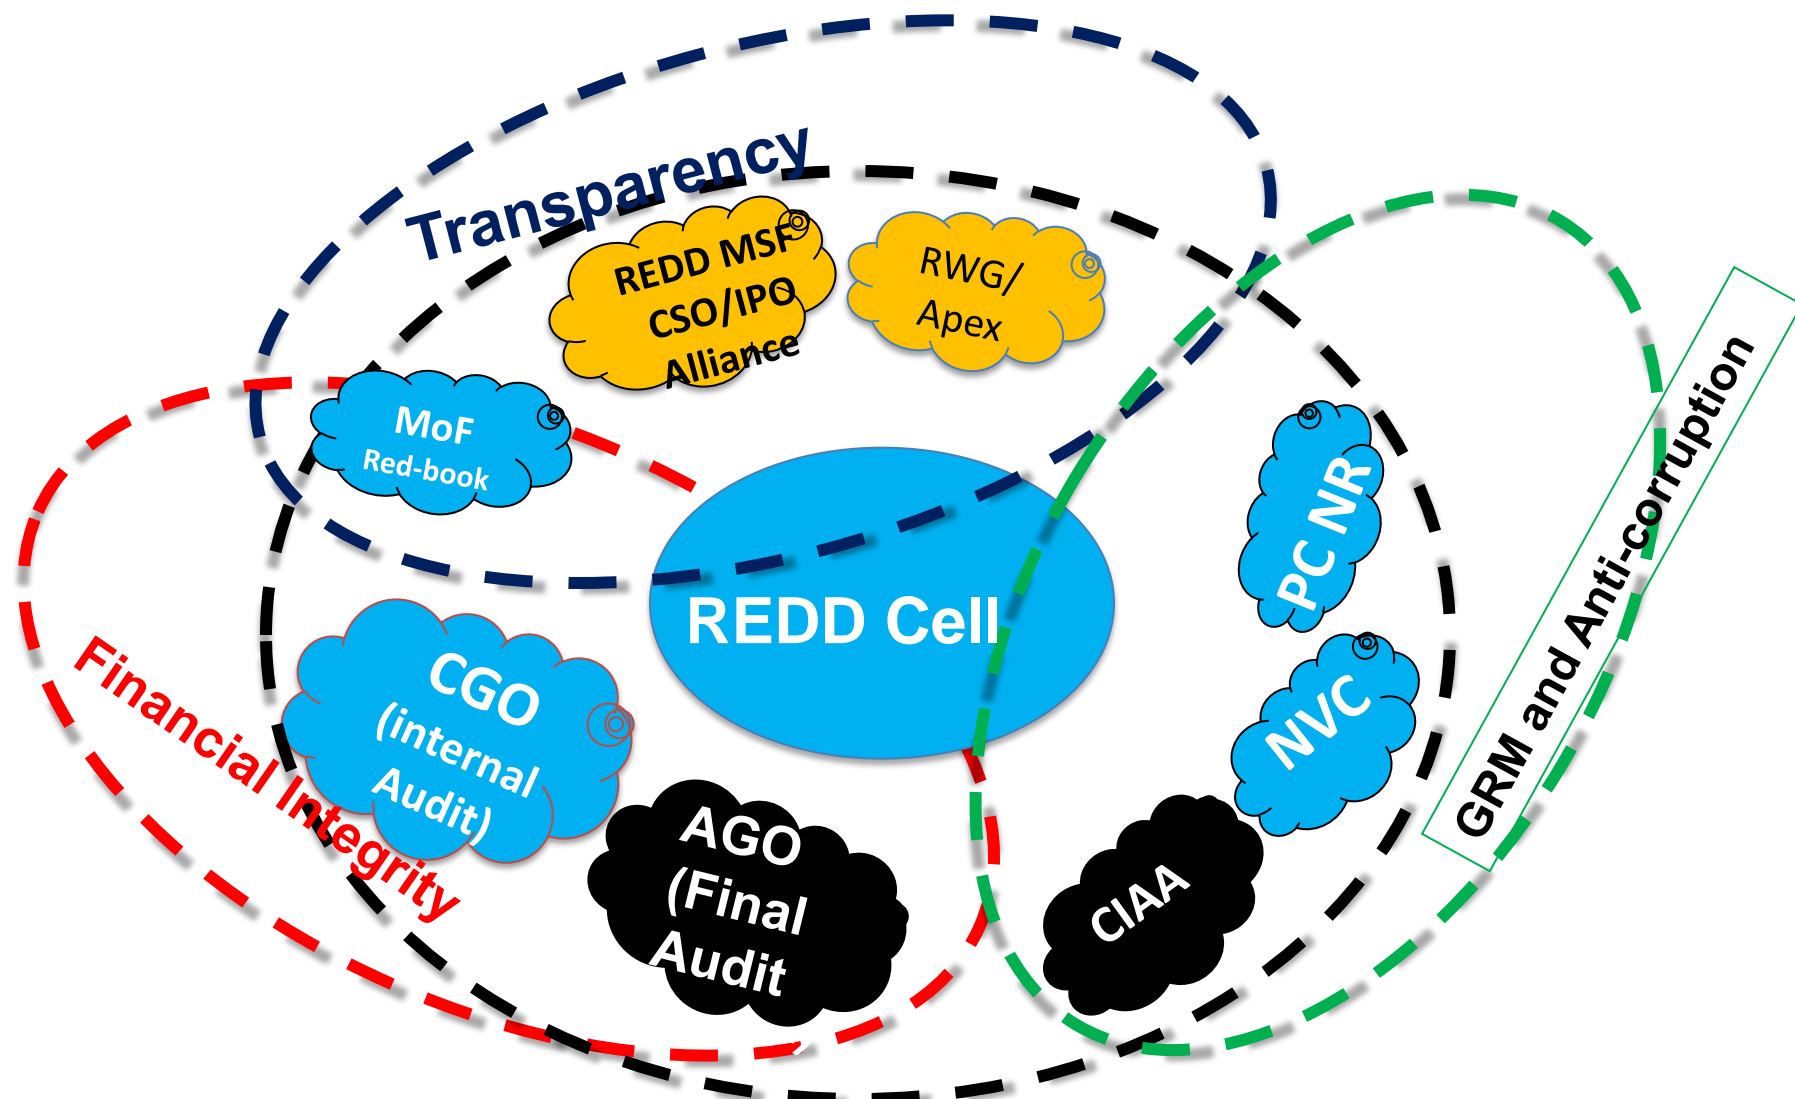 Transparency
REDD MSF
CSO/IPO
Alliance
RWG/
Apex
MoF
Red-book
REDD Cell
PC NR
NVC
CIAA
GRM and Anti-corruption
CGO
(internal
Audit)
AGO
(Final
Audit
Financial Integrity